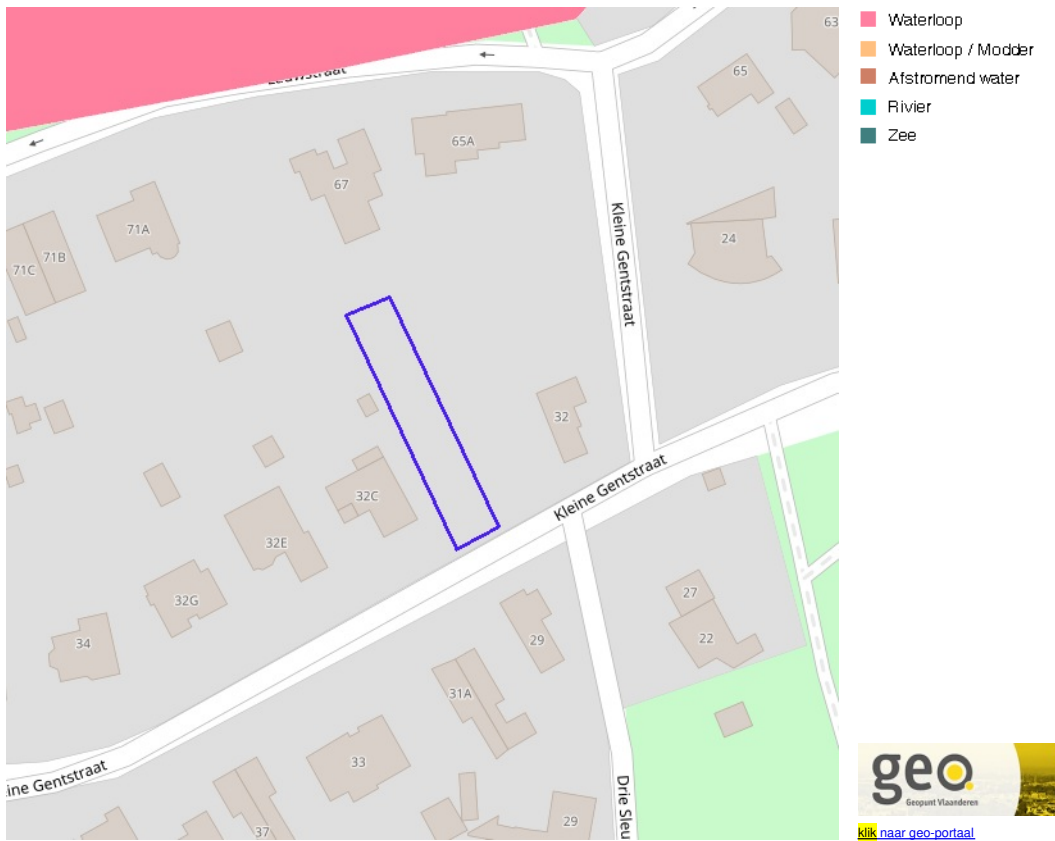 Waterloop
Waterloop / Modder
Afstromend water
Rivier
Zee
63
65
65A
67
71A
71B
71C
24
Kleine Gentstraat
32
32C
32E
32G
34
Kleine Gentstraat
27
22
29
31A
33
37
29
ine Gentstraat
Drie Sleu
geo.
Geopunt Vlaanderen
klik naar geo-portaal